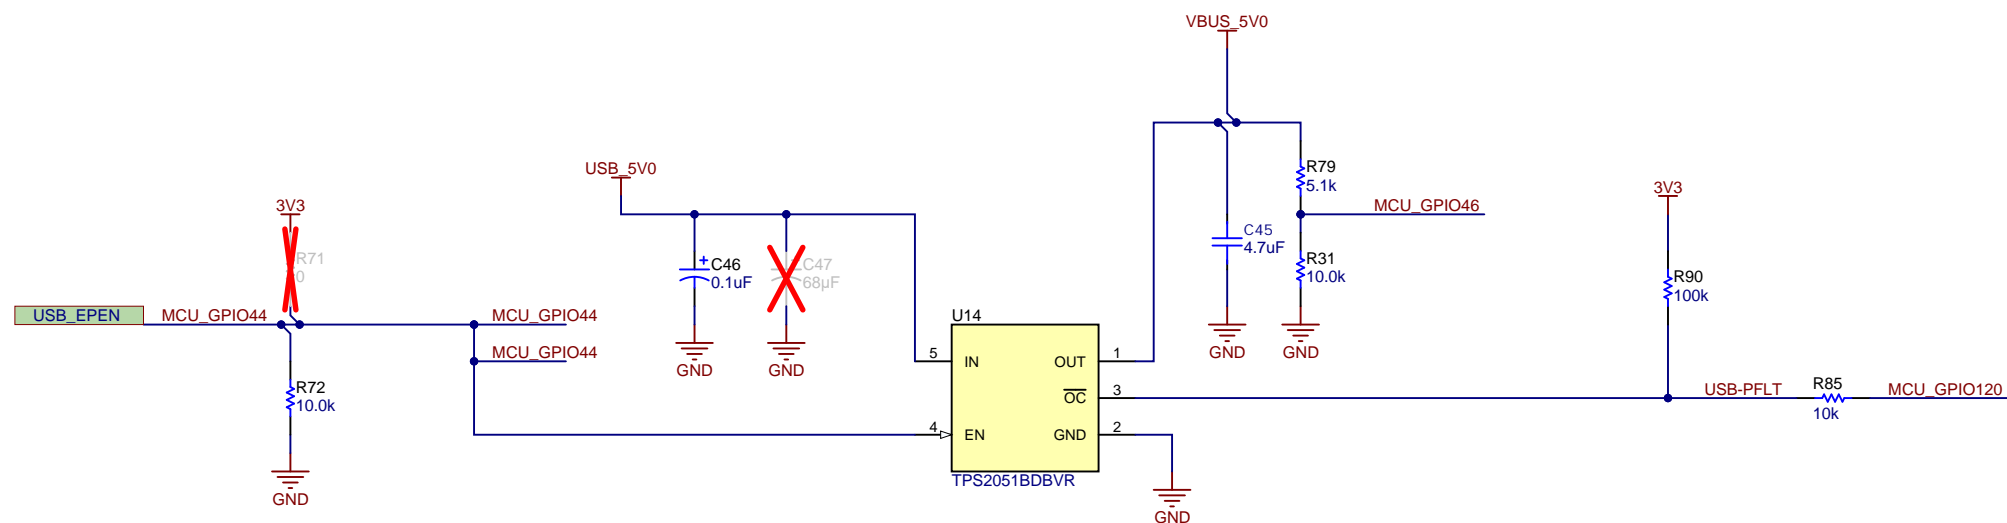 VBUS_5V0
USB_5V0
3V3
R71
0
USB_EPEN
MCU_GPIO44
MCU_GPIO44
MCU_GPIO44
R72
10.0k
GND
C46
0.1uF
GND
C47
68µF
GND
U14
5
IN
4
EN
OUT
1
OC
3
GND
2
TPS2051BDBVR
GND
C45
4.7uF
GND
R79
5.1k
MCU_GPIO46
R31
10.0k
GND
3V3
R90
100k
USB-PFLT
R85
10k
MCU_GPIO120